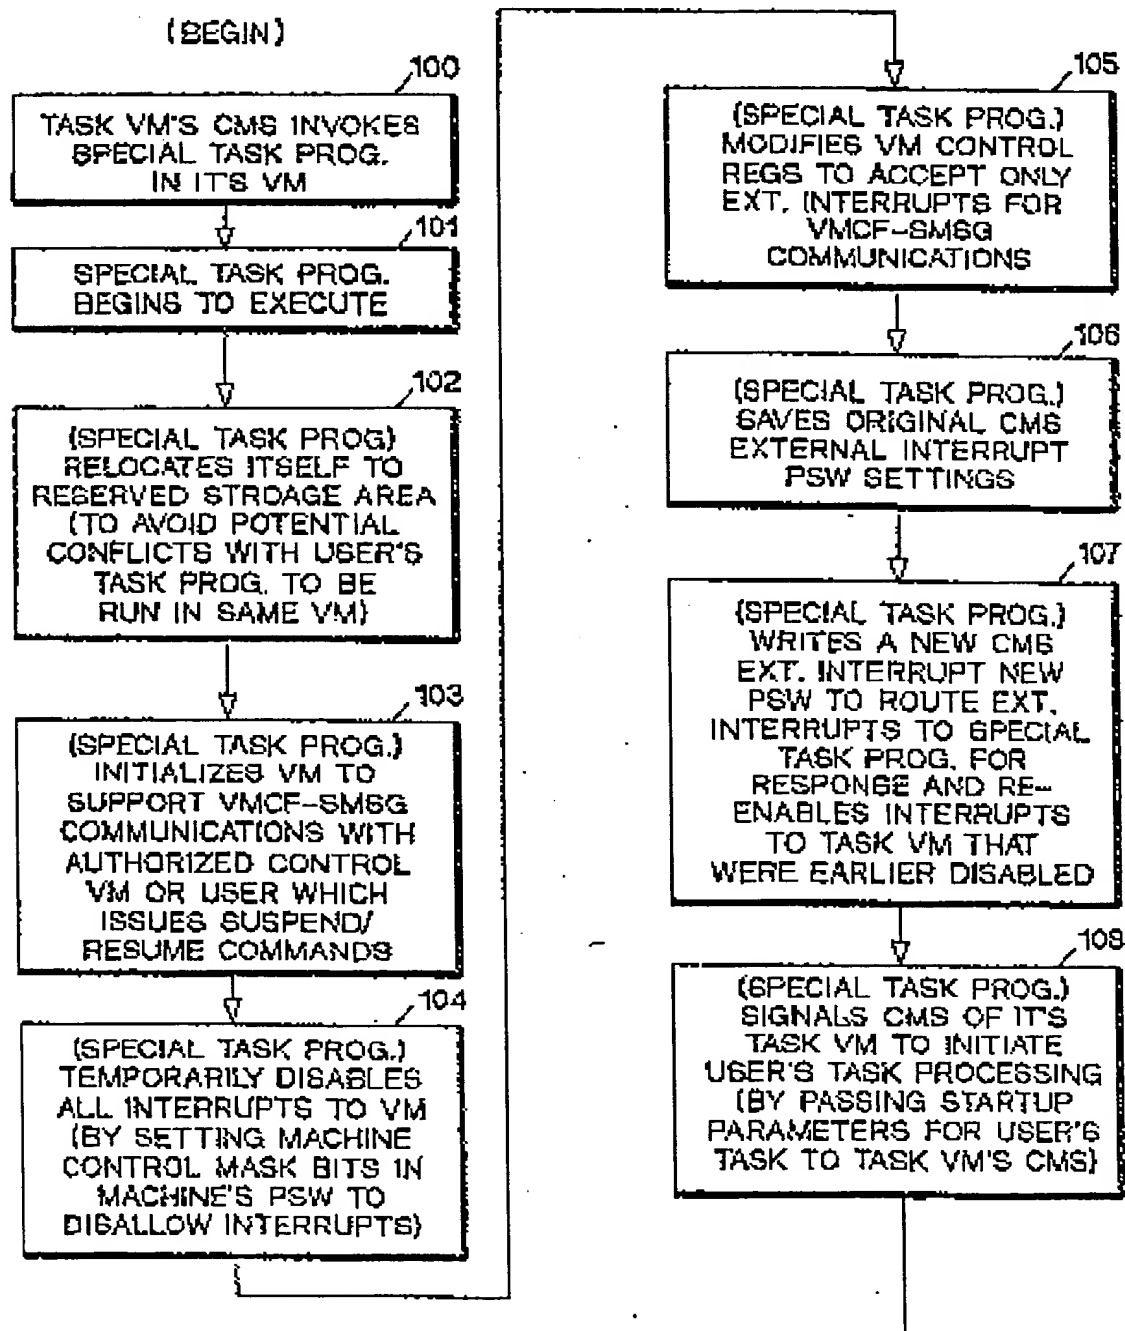 (BEGIN)
100
TASK VM'S CMS INVOKES
SPECIAL TASK PROG.
IN IT'S VM
101
SPECIAL TASK PROG.
BEGINS TO EXECUTE
102
(SPECIAL TASK PROG)
RELOCATES ITSELF TO
RESERVED STROAGE AREA
(TO AVOID POTENTIAL
CONFLICTS WITH USER'S
TASK PROG. TO BE
RUN IN SAME VM)
103
(SPECIAL TASK PROG.)
INITIALIZES VM TO
SUPPORT VMCF-SMSG
COMMUNICATIONS WITH
AUTHORIZED CONTROL
VM OR USER WHICH
ISSUES SUSPEND/
RESUME COMMANDS
104
(SPECIAL TASK PROG.)
TEMPORARILY DISABLES
ALL INTERRUPTS TO VM
(BY SETTING MACHINE
CONTROL MASK BITS IN
MACHINE'S PSW TO
DISALLOW INTERRUPTS)
105
(SPECIAL TASK PROG.)
MODIFIES VM CONTROL
REGS TO ACCEPT ONLY
EXT. INTERRUPTS FOR
VMCF-SMSG
COMMUNICATIONS
106
(SPECIAL TASK PROG.)
SAVES ORIGINAL CMS
EXTERNAL INTERRUPT
PSW SETTINGS
107
(SPECIAL TASK PROG.)
WRITES A NEW CMS
EXT. INTERRUPT NEW
PSW TO ROUTE EXT.
INTERRUPTS TO SPECIAL
TASK PROG. FOR
RESPONSE AND RE-
ENABLES INTERRUPTS
TO TASK VM THAT
WERE EARLIER DISABLED
108
(SPECIAL TASK PROG.)
SIGNALS CMS OF IT'S
TASK VM TO INITIATE
USER'S TASK PROCESSING
(BY PASSING STARTUP
PARAMETERS FOR USER'S
TASK TO TASK VM'S CMS)